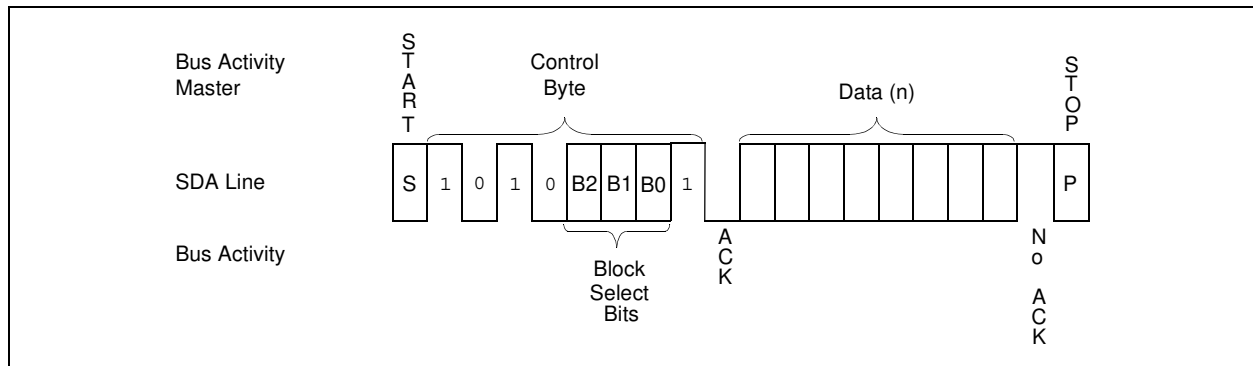 START
Bus Activity
Master
Control
Byte
Data (n)
STOP
SDA Line
S 1 0 1 0 B2 B1 B0 1 P
Bus Activity
ACK
Block
Select
Bits
No ACK